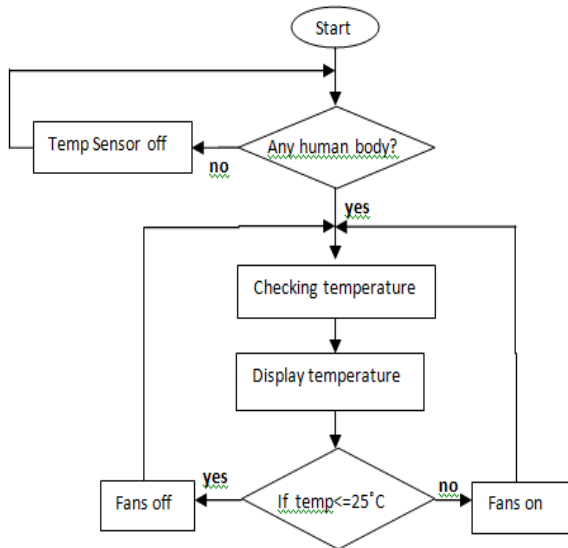 Start
Any human body?
Temp Sensor off
no
yes
Checking temperature
Display temperature
If temp<=25˚C
yes
no
Fans off
Fans on